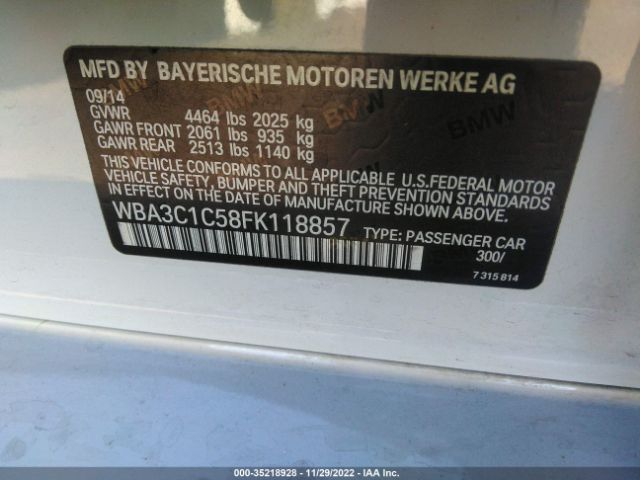 MFD BY BAYERISCHE MOTOREN WERKE AG
09/14
GVWR 4464 lbs 2025 kg
GAWR FRONT 2061 lbs 935 kg
GAWR REAR 2513 lbs 1140 kg
THIS VEHICLE CONFORMS TO ALL APPLICABLE U.S.FEDERAL MOTOR
VEHICLE SAFETY, BUMPER AND THEFT PREVENTION STANDARDS
IN EFFECT ON THE DATE OF MANUFACTURE SHOWN ABOVE.
WBA3C1C58FK118857 TYPE: PASSENGER CAR
300/
7 315 814
BMW
BMW
BMW
000-35218928 - 11/29/2022 - IAA Inc.